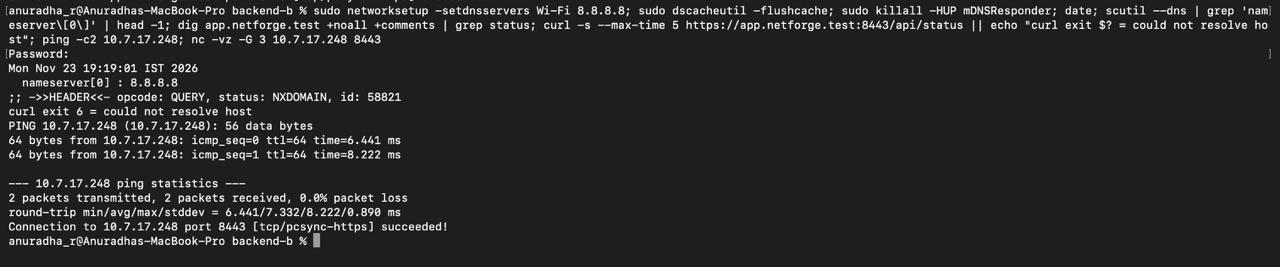 [anuradha_r@Anuradhas-MacBook-Pro backend-b % sudo networksetup -setdnsservers Wi-Fi 8.8.8.8; sudo dscacheutil -flushcache; sudo killall -HUP mDNSResponder; date; scutil --dns | grep 'nam]
eserver\[0\]' | head -1; dig app.netforge.test +noall +comments | grep status; curl -s --max-time 5 https://app.netforge.test:8443/api/status || echo "curl exit $? = could not resolve ho
st"; ping -c2 10.7.17.248; nc -vz -G 3 10.7.17.248 8443
[Password: ]
Mon Nov 23 19:19:01 IST 2026
  nameserver[0] : 8.8.8.8
;; ->>HEADER<<- opcode: QUERY, status: NXDOMAIN, id: 58821
curl exit 6 = could not resolve host
PING 10.7.17.248 (10.7.17.248): 56 data bytes
64 bytes from 10.7.17.248: icmp_seq=0 ttl=64 time=6.441 ms
64 bytes from 10.7.17.248: icmp_seq=1 ttl=64 time=8.222 ms

--- 10.7.17.248 ping statistics ---
2 packets transmitted, 2 packets received, 0.0% packet loss
round-trip min/avg/max/stddev = 6.441/7.332/8.222/0.890 ms
Connection to 10.7.17.248 port 8443 [tcp/pcsync-https] succeeded!
anuradha_r@Anuradhas-MacBook-Pro backend-b %